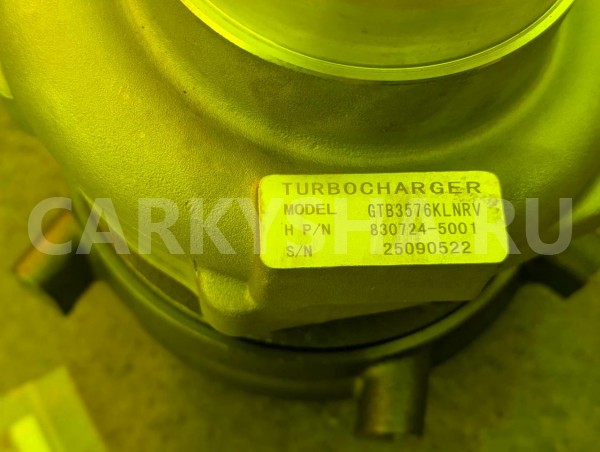 TURBOCHARGER
MODEL GTB3576KLNRV
H P/N 830724-5001
S/N 25090522